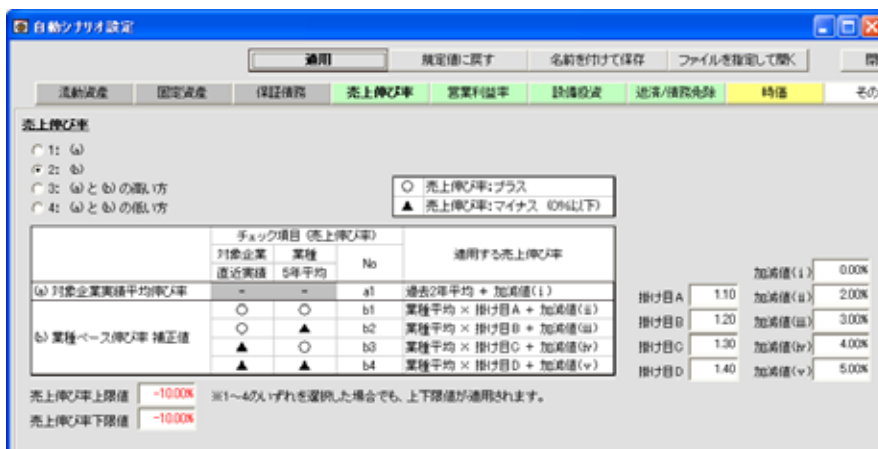 自動シナリオ設定
適用 規定値に戻す 名前を付けて保存 ファイルを指定して開く 閉
流動資産 固定資産 保証債務 売上伸び率 営業利益率 設備投資 返済/債務免除 時価 その
売上伸び率
1: (a)
2: (b)
3: (a)と(b)の高い方
4: (a)と(b)の低い方
○ 売上伸び率:プラス
▲ 売上伸び率:マイナス (0%以下)
チェック項目(売上伸び率)
対象企業 業種 No 適用する売上伸び率
直近実績 5年平均
(a)対象企業実績平均伸び率 - - a1 過去2年平均 + 加減値(ⅰ)
(b)業種ベース伸び率 補正値 ○ ○ b1 業種平均 × 掛け目A + 加減値(ⅱ)
○ ▲ b2 業種平均 × 掛け目B + 加減値(ⅲ)
▲ ○ b3 業種平均 × 掛け目C + 加減値(ⅳ)
▲ ▲ b4 業種平均 × 掛け目D + 加減値(ⅴ)
加減値(ⅰ) 0.00%
掛け目A 1.10 加減値(ⅱ) 2.00%
掛け目B 1.20 加減値(ⅲ) 3.00%
掛け目C 1.30 加減値(ⅳ) 4.00%
掛け目D 1.40 加減値(ⅴ) 5.00%
売上伸び率上限値 -10.00% ※1~4のいずれを選択した場合でも、上下限値が適用されます。
売上伸び率下限値 -10.00%